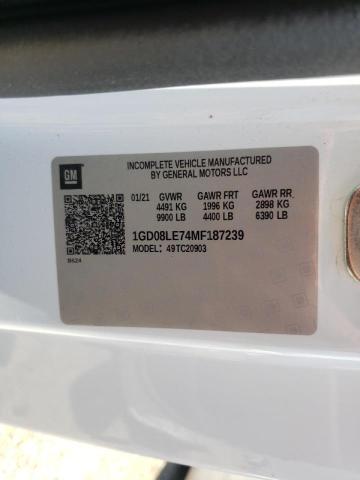 GM
INCOMPLETE VEHICLE MANUFACTURED
BY GENERAL MOTORS LLC
01/21 GVWR GAWR FRT GAWR RR
4491 KG 1996 KG 2898 KG
9900 LB 4400 LB 6390 LB
1GD08LE74MF187239
MODEL: 49TC20903